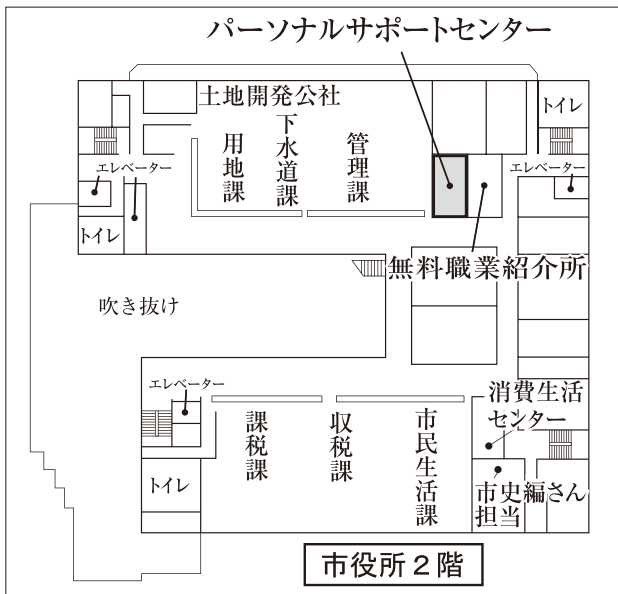 パーソナルサポートセンター
土地開発公社
トイレ
用地課
下水道課
管理課
エレベーター
エレベーター
トイレ
無料職業紹介所
吹き抜け
エレベーター
消費生活
センター
課税課
収税課
市民生活課
トイレ
市史編さん
担当
市役所2階